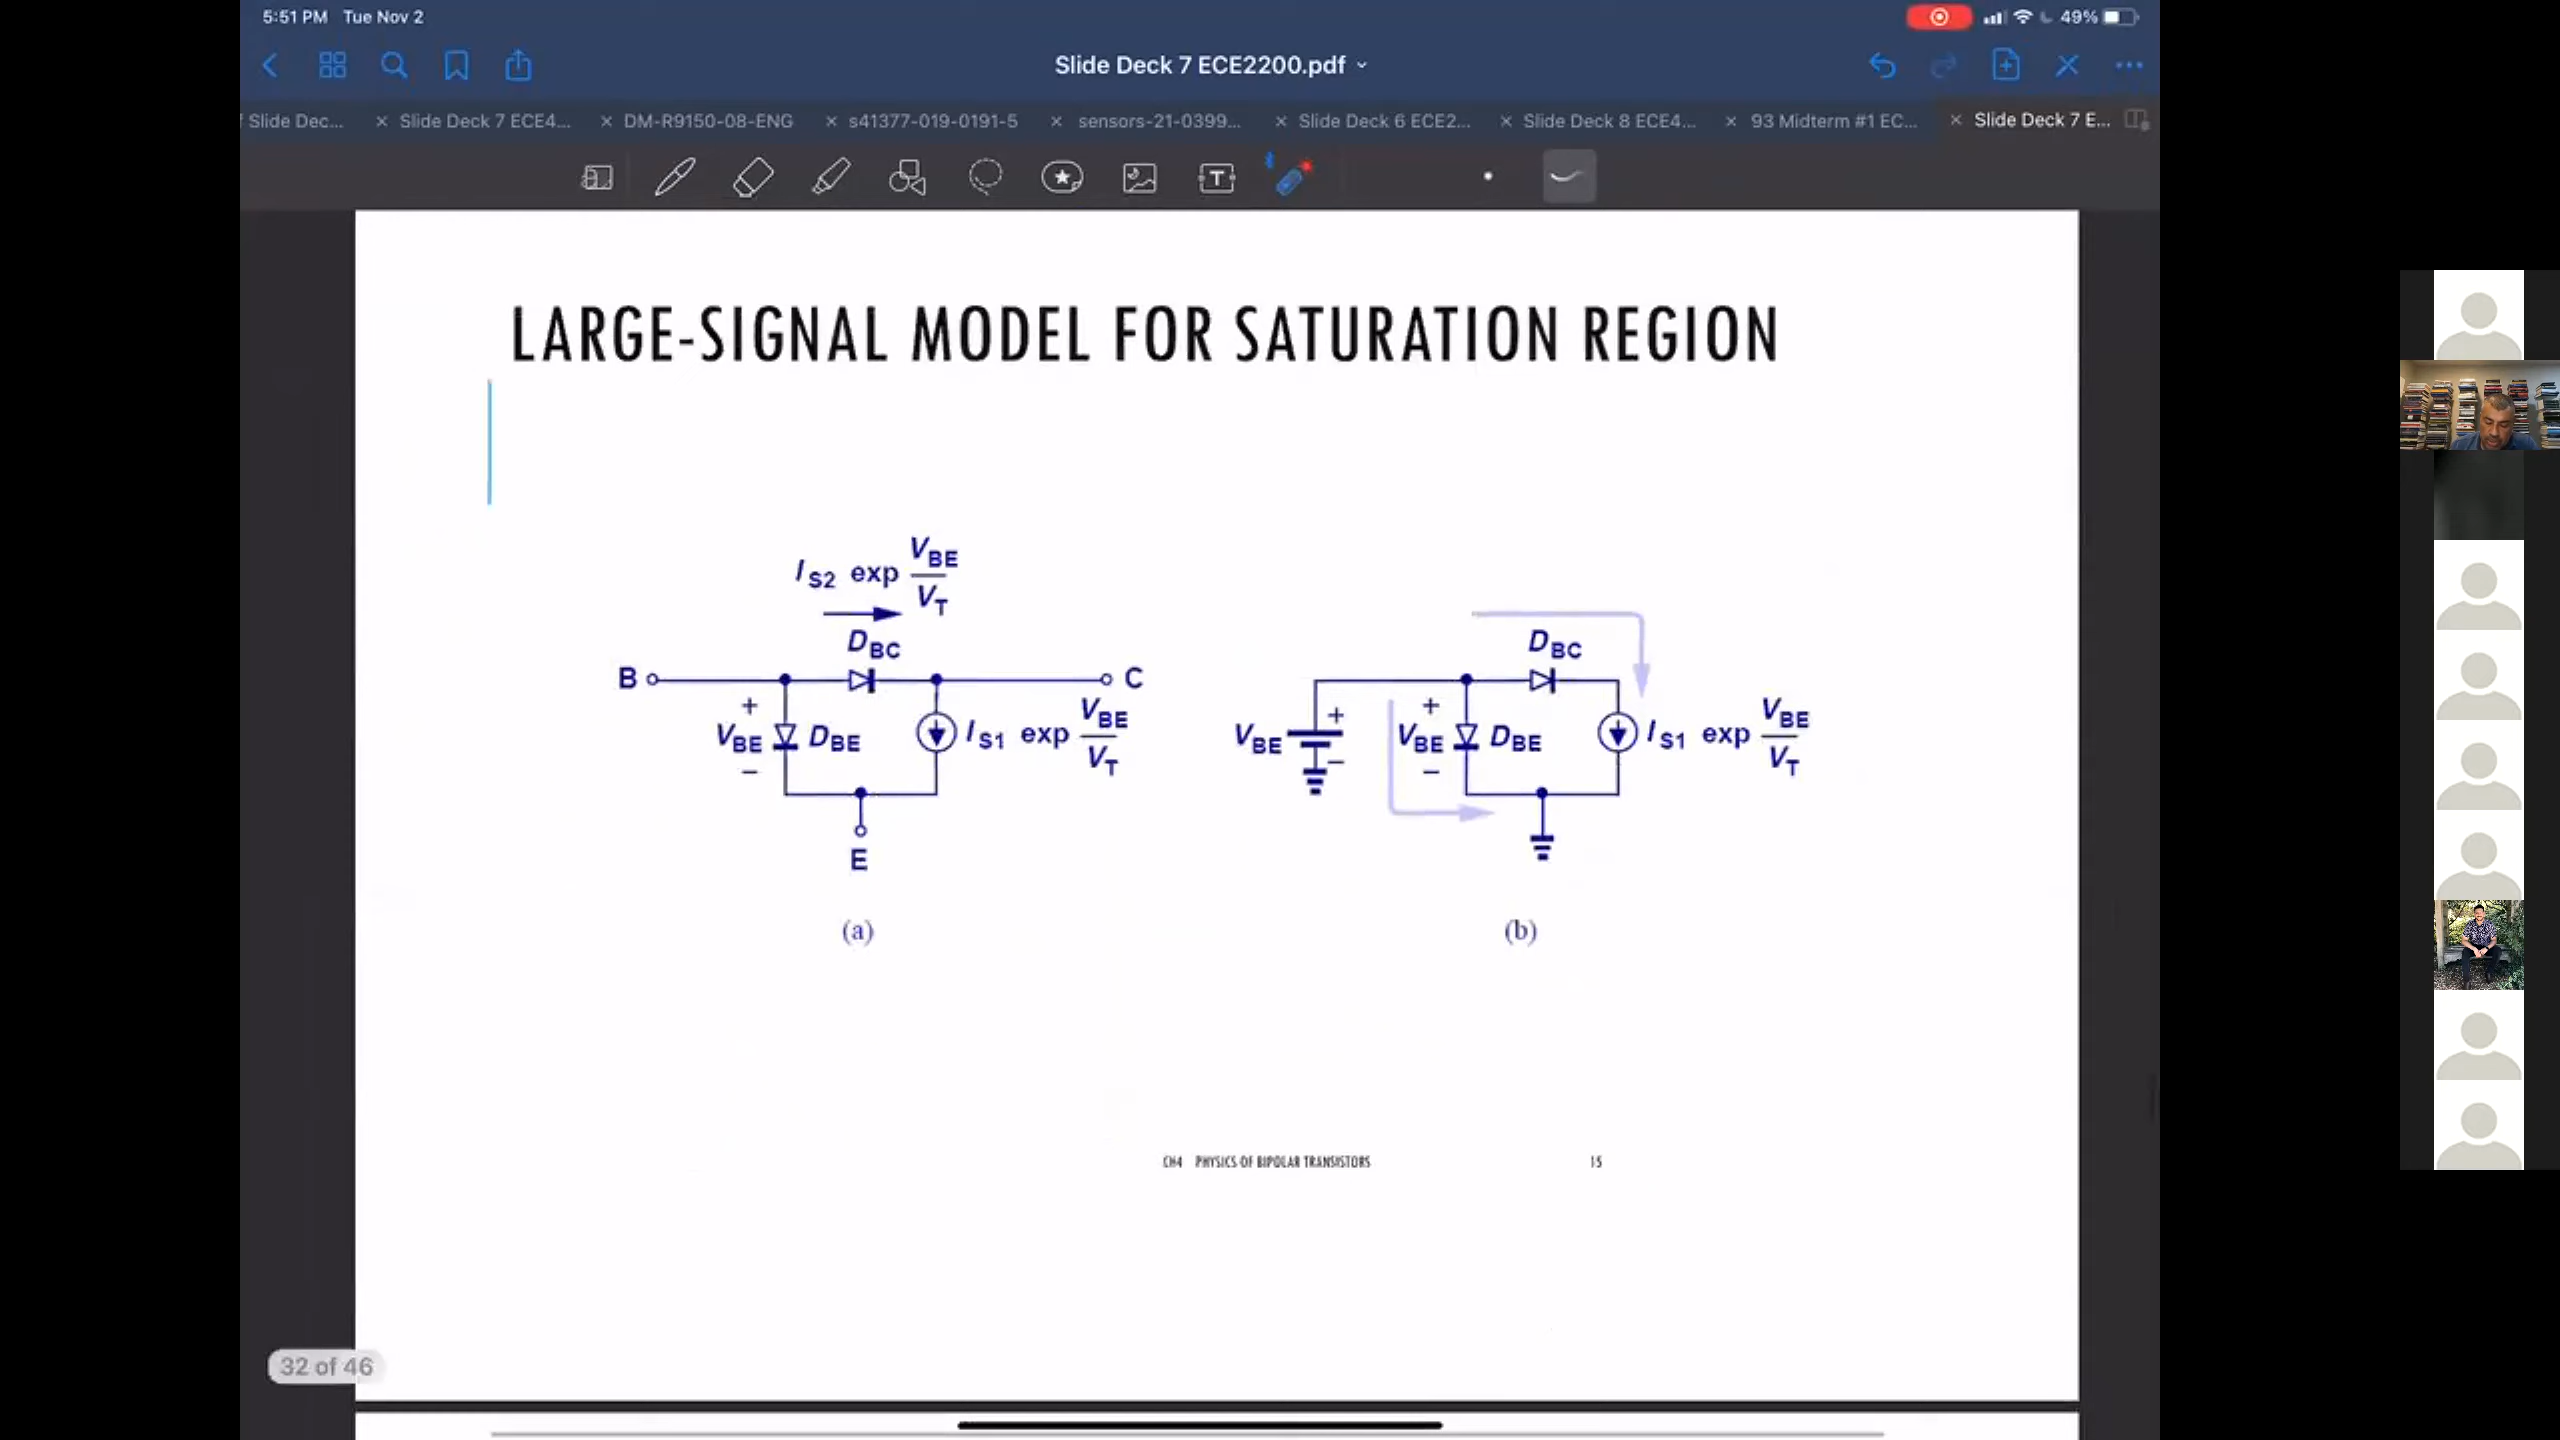 5:51 PM Tue Nov 2
49%
Slide Deck 7 ECE2200.pdf
f Slide Dec...
Slide Deck 7 ECE4...
DM-R9150-08-ENG
s41377-019-0191-5
sensors-21-0399...
Slide Deck 6 ECE2...
Slide Deck 8 ECE4...
93 Midterm #1 EC...
Slide Deck 7 E...
LARGE-SIGNAL MODEL FOR SATURATION REGION
I S2 exp VBE / VT
DBC
B
C
+
VBE
−
DBE
I S1 exp VBE / VT
E
(a)
DBC
VBE
+
−
+
VBE
−
DBE
I S1 exp VBE / VT
(b)
CH4 PHYSICS OF BIPOLAR TRANSISTORS
15
32 of 46